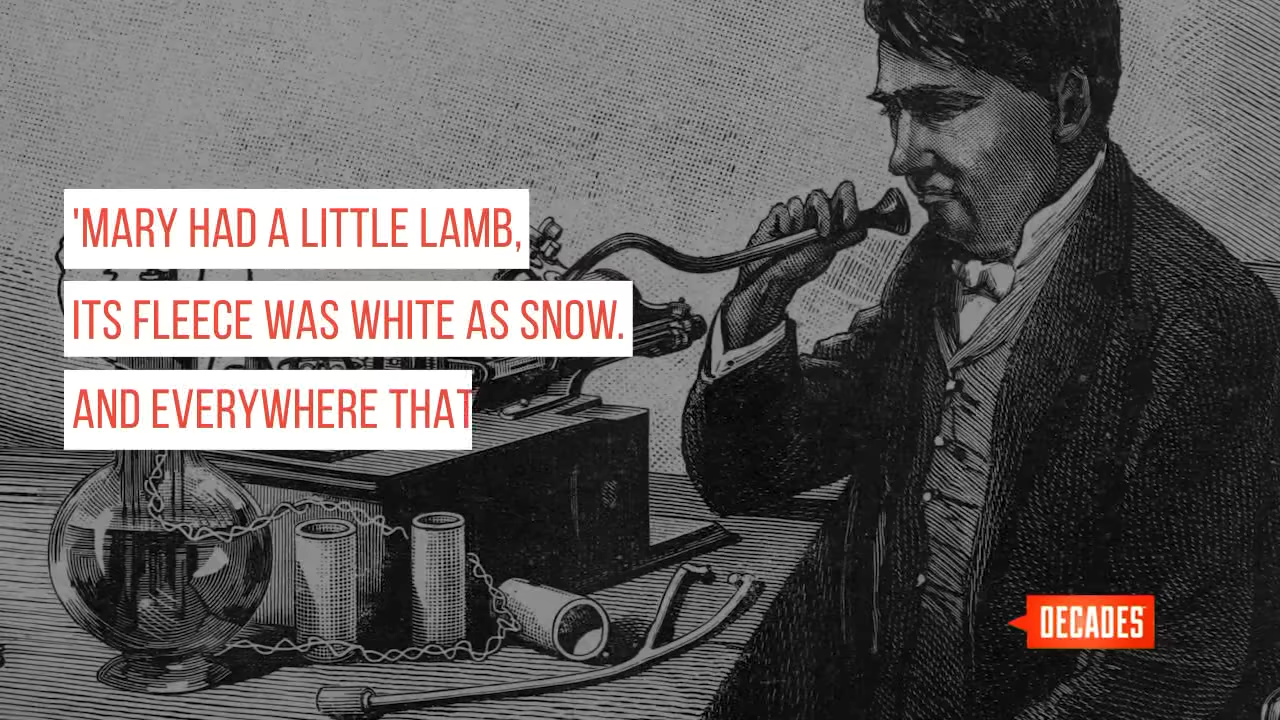 'MARY HAD A LITTLE LAMB,
ITS FLEECE WAS WHITE AS SNOW.
AND EVERYWHERE THAT
DECADES